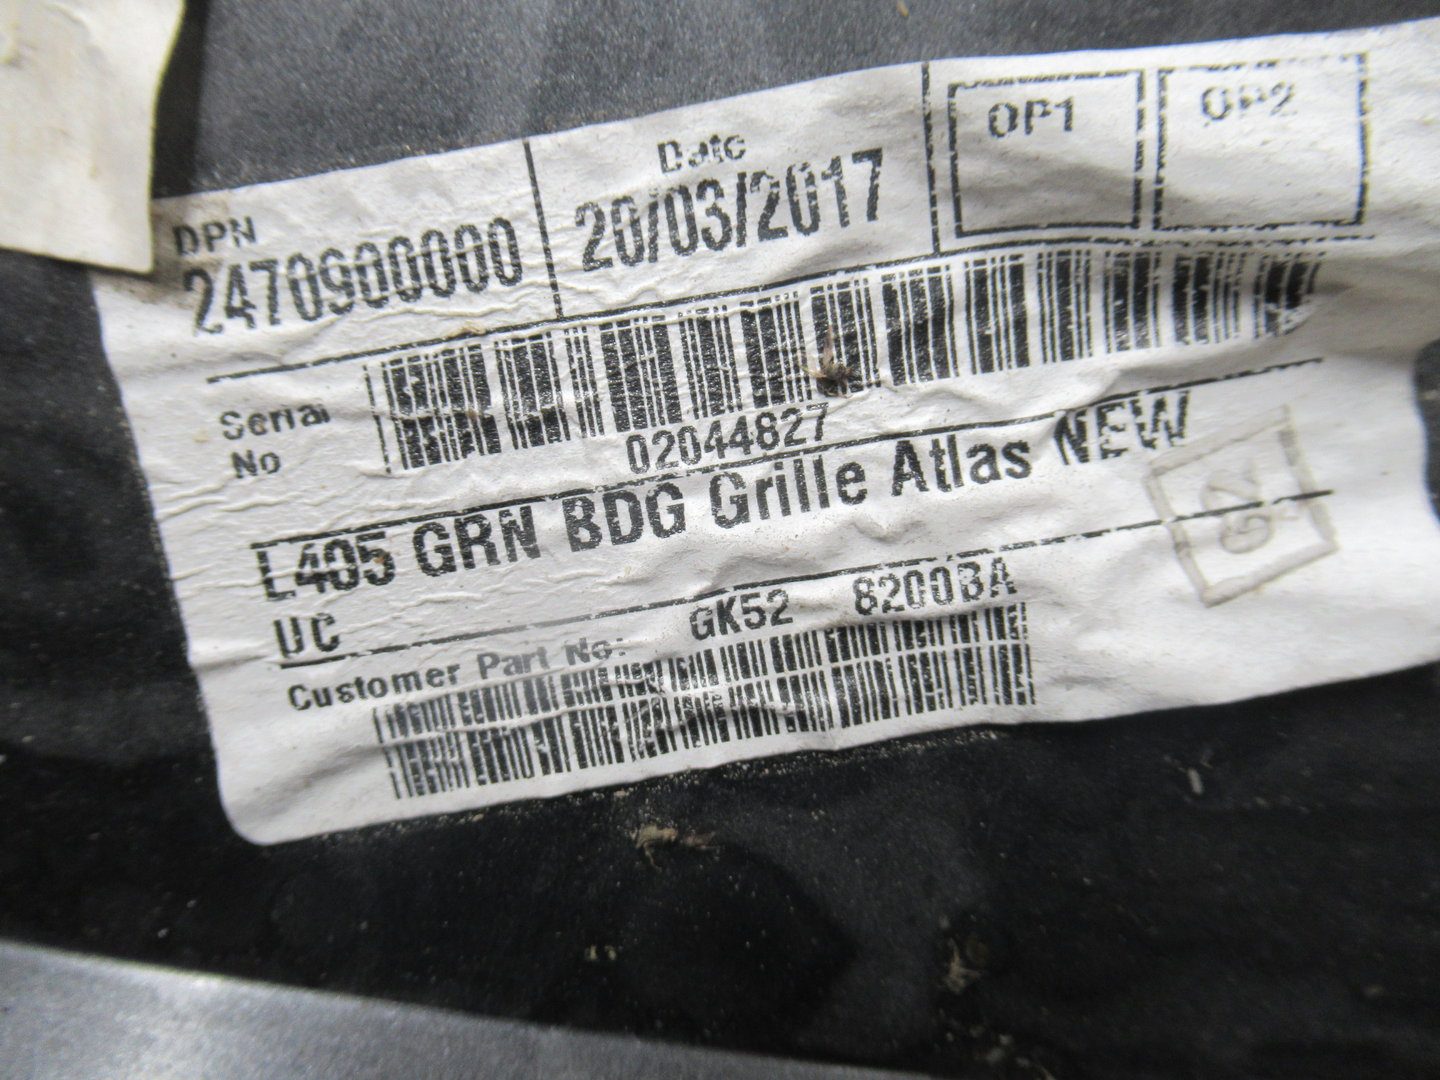 DPN
2470900000
Date
20/03/2017
OP1
OP2
Serial
No
02044827
L405 GRN BDG Grille Atlas NEW
UC
GK52 8200BA
Customer Part No: